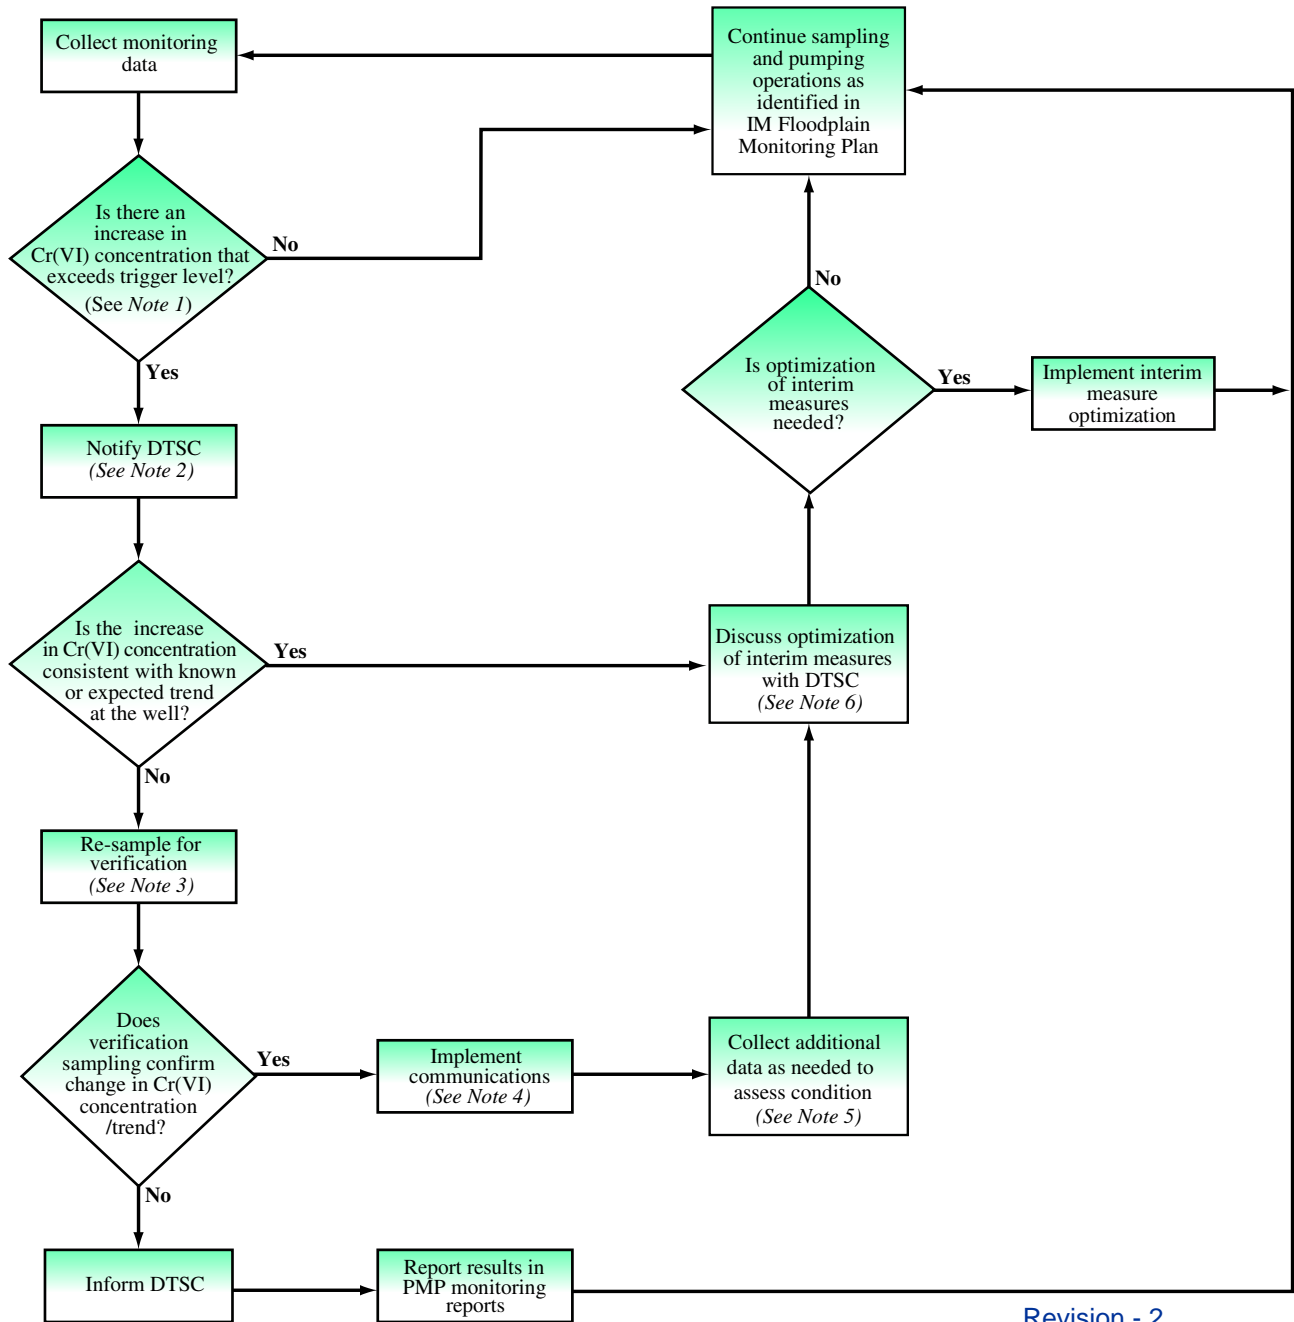 Collect monitoring
data
Continue sampling
and pumping
operations as
identified in
IM Floodplain
Monitoring Plan
Is there an
increase in
Cr(VI) concentration that
exceeds trigger level?
(See Note 1)
No
Yes
Notify DTSC
(See Note 2)
No
Is optimization
of interim
measures
needed?
Yes
Implement interim
measure
optimization
Is the increase
in Cr(VI) concentration
consistent with known
or expected trend
at the well?
Yes
Discuss optimization
of interim measures
with DTSC
(See Note 6)
No
Re-sample for
verification
(See Note 3)
Does
verification
sampling confirm
change in Cr(VI)
concentration
/trend?
Yes
Implement
communications
(See Note 4)
Collect additional
data as needed to
assess condition
(See Note 5)
No
Inform DTSC
Report results in
PMP monitoring
reports
Revision - 2